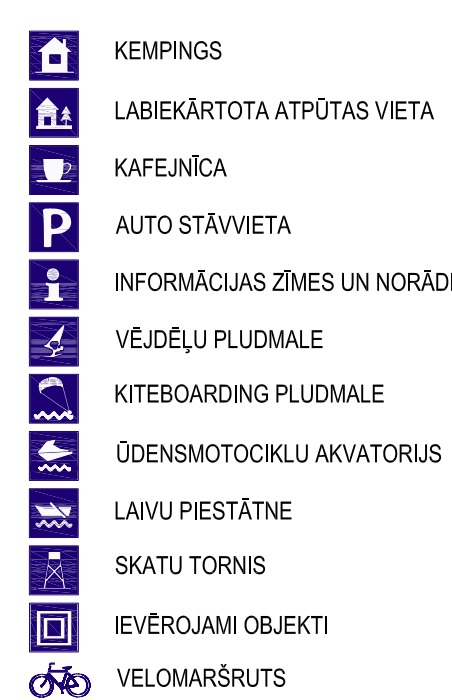 KEMPINGS
LABIEKĀRTOTA ATPŪTAS VIETA
KAFEJNĪCA
P AUTO STĀVVIETA
i INFORMĀCIJAS ZĪMES UN NORĀDI
VĒJDĒĻU PLUDMALE
KITEBOARDING PLUDMALE
ŪDENSMOTOCIKLU AKVATORIJS
LAIVU PIESTĀTNE
SKATU TORNIS
IEVĒROJAMI OBJEKTI
VELOMARŠRUTS